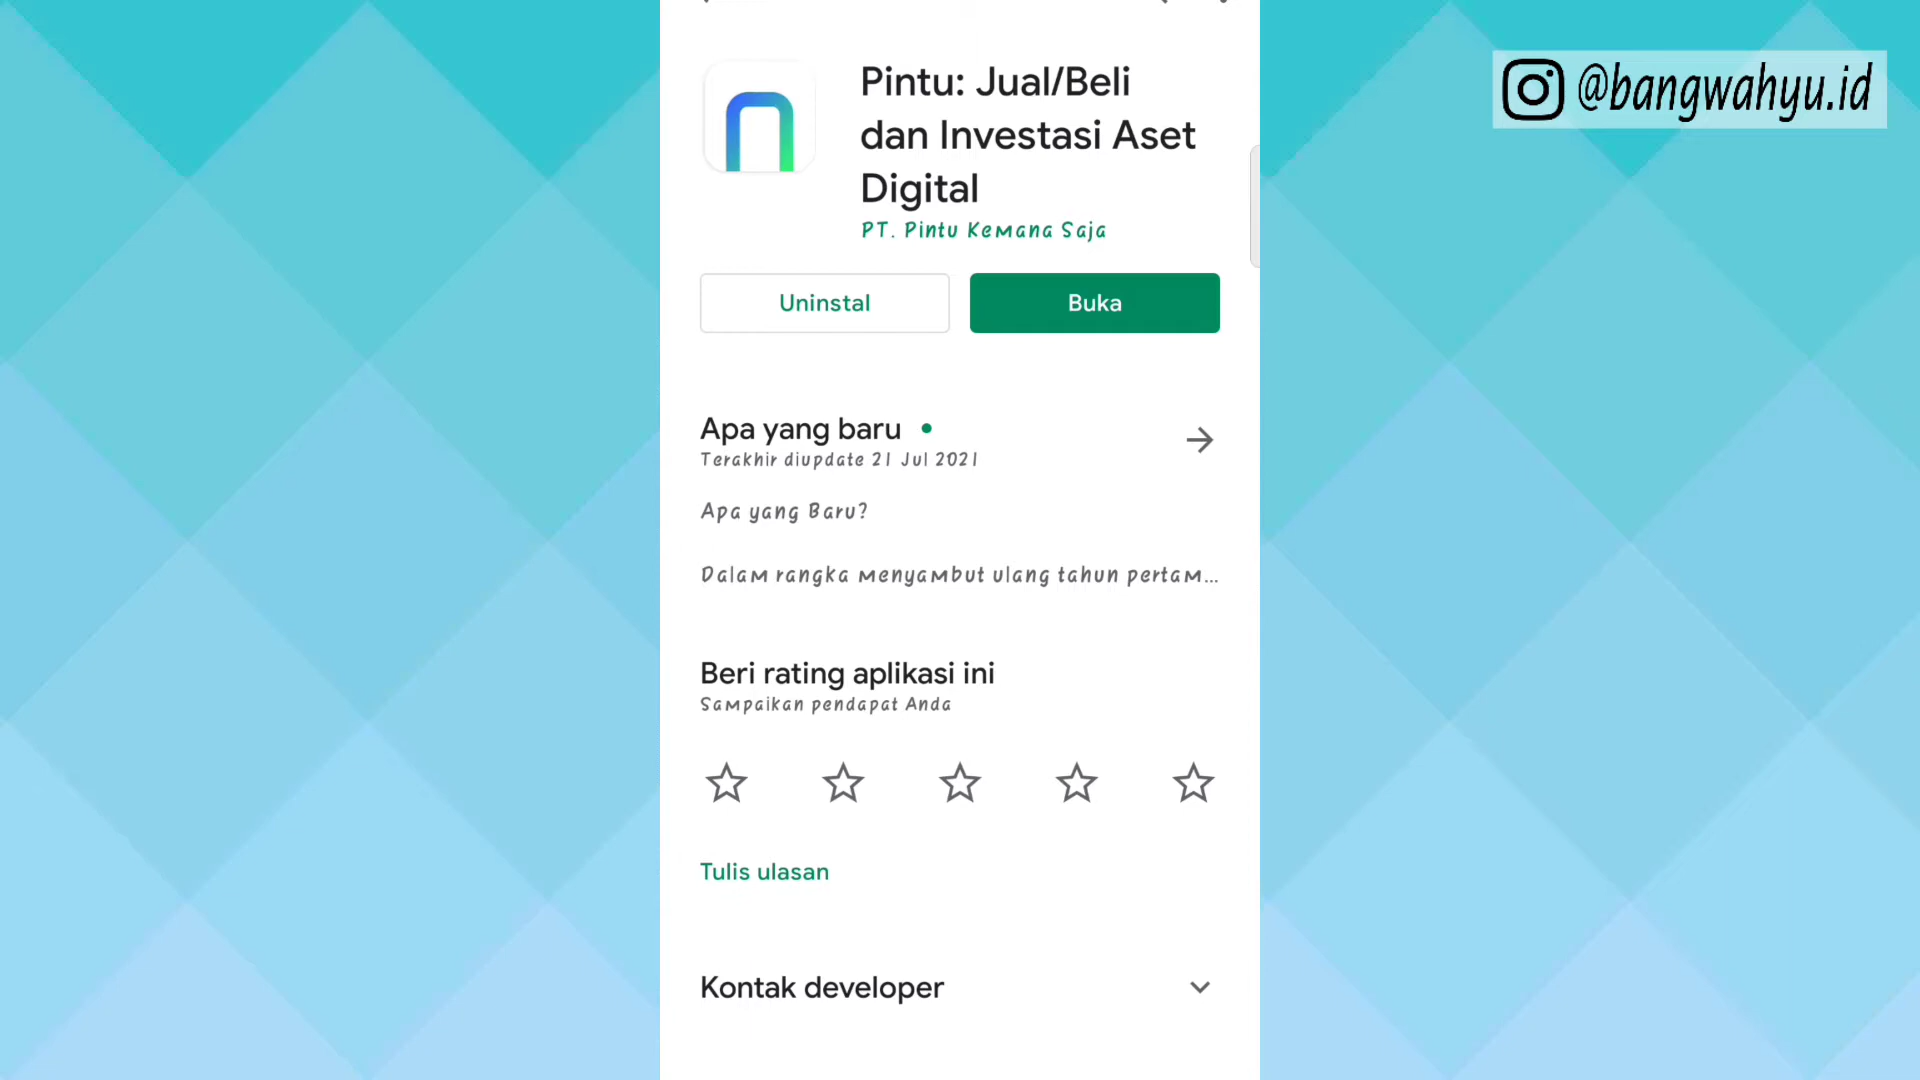 @bangwahyu.id
Pintu: Jual/Beli
dan Investasi Aset
Digital
PT. Pintu Kemana Saja
Uninstal
Buka
Apa yang baru
Terakhir diupdate 21 Jul 2021
Apa yang Baru?
Dalam rangka menyambut ulang tahun pertam...
Beri rating aplikasi ini
Sampaikan pendapat Anda
Tulis ulasan
Kontak developer